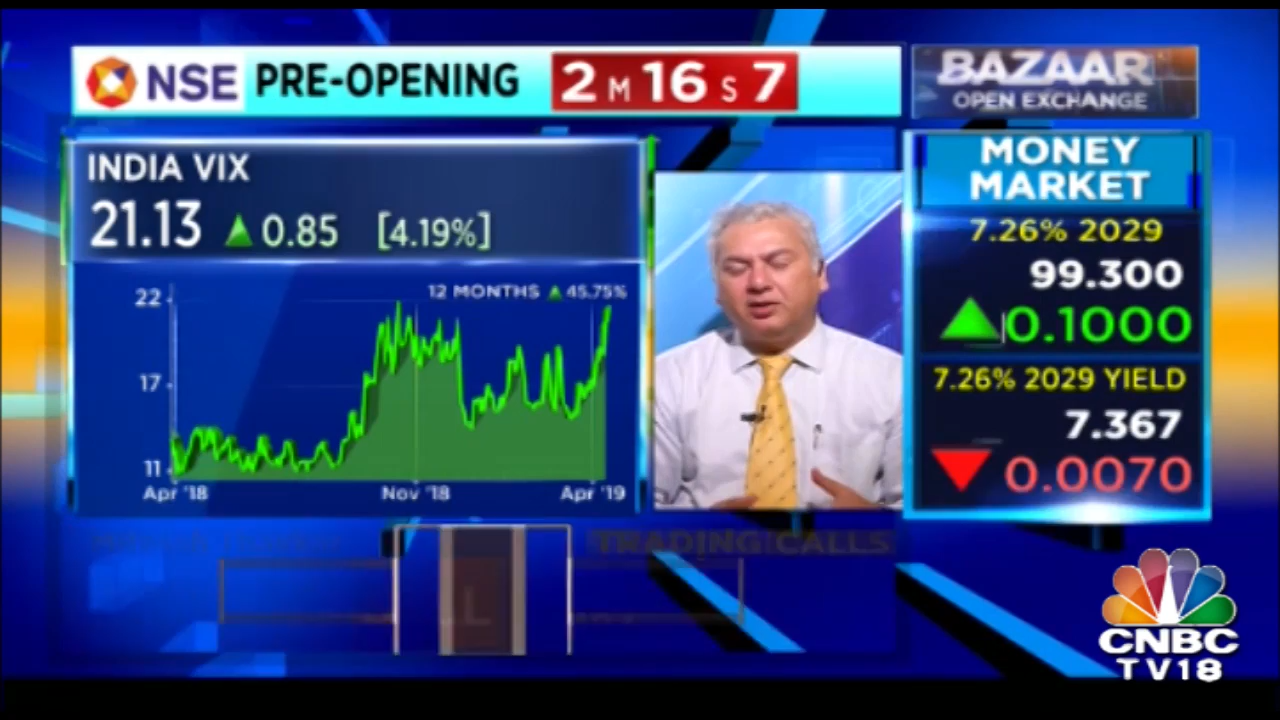 NSE PRE-OPENING 2 M 16 S 7
BAZAAR
OPEN EXCHANGE
INDIA VIX
21.13 ▲ 0.85 [4.19%]
12 MONTHS ▲ 45.75%
22
17
11
Apr '18 Nov '18 Apr '19
MONEY
MARKET
7.26% 2029
99.300
▲ 0.1000
7.26% 2029 YIELD
7.367
▼ 0.0070
TRADING CALLS
CNBC
TV18